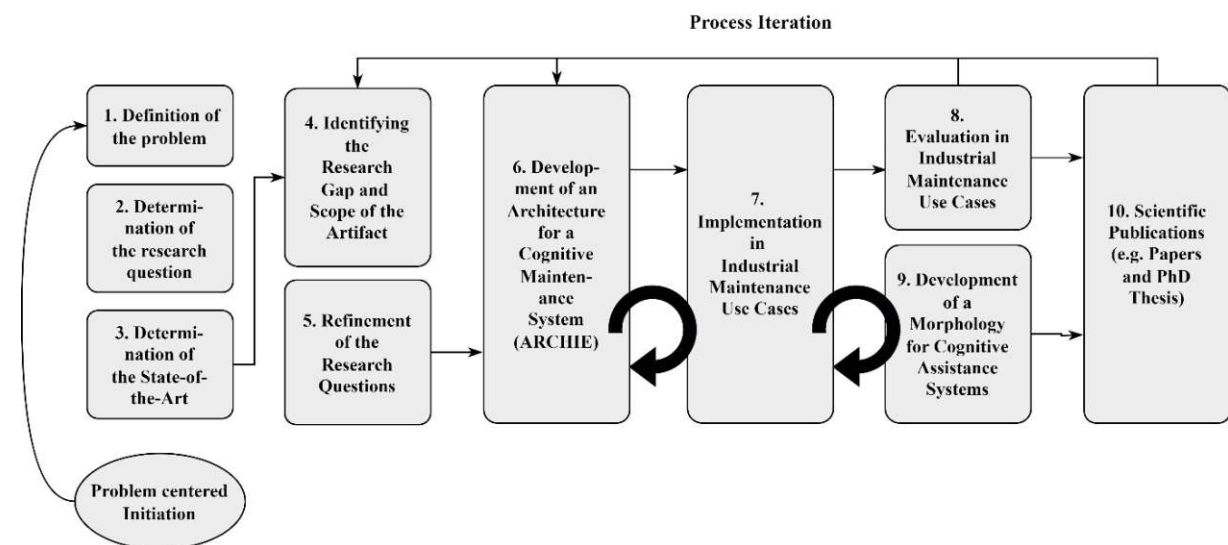 Process Iteration
1. Definition of
the problem
2. Determi-
nation of
the research
question
3. Determi-
nation of
the State-of-
the-Art
Problem centered
Initiation
4. Identifying
the
Research
Gap and
Scope of the
Artifact
5. Refinement
of the
Research
Questions
6. Develop-
ment of an
Architecture
for a
Cognitive
Mainten-
ance
System
(ARCHIE)
7.
Implementation
in
Industrial
Maintenance
Use Cases
8.
Evaluation in
Industrial
Maintenance
Use Cases
9. Development
of a
Morphology
for Cognitive
Assistance
Systems
10. Scientific
Publications
(e.g. Papers
and PhD
Thesis)